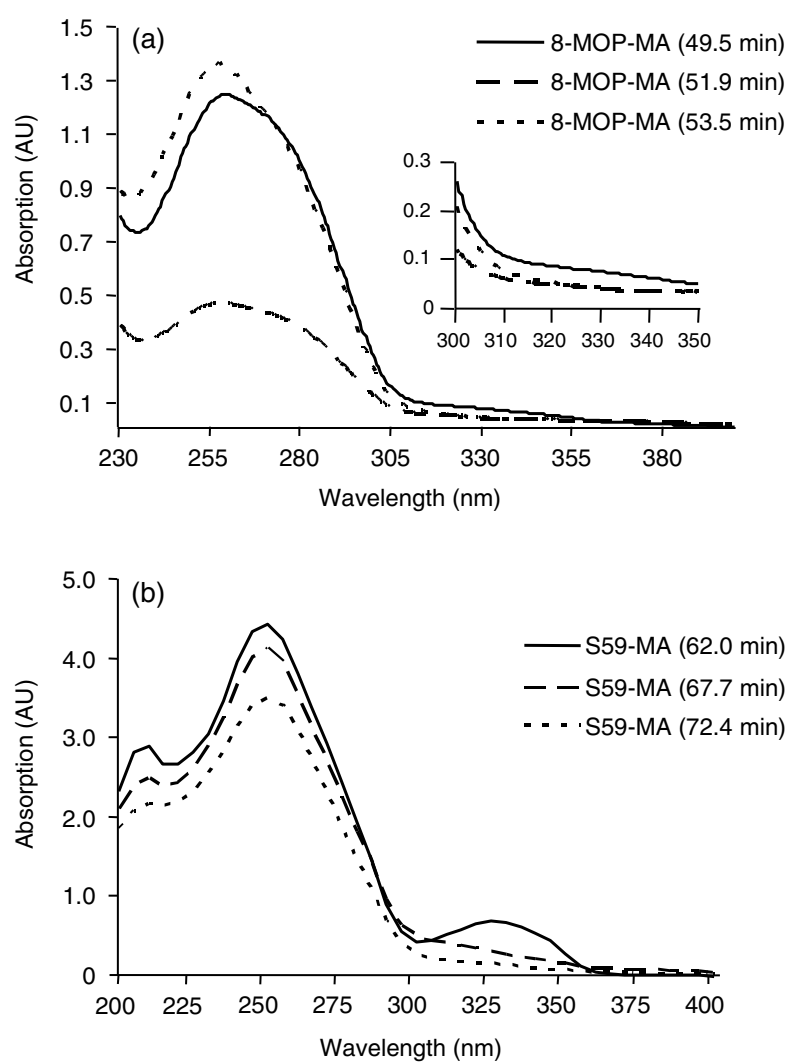 (a)
1.5
1.3
1.1
0.9
0.7
0.5
0.3
0.1
Absorption (AU)
8-MOP-MA (49.5 min)
8-MOP-MA (51.9 min)
8-MOP-MA (53.5 min)
0.3
0.2
0.1
0
300 310 320 330 340 350
230 255 280 305 330 355 380
Wavelength (nm)
(b)
5.0
4.0
3.0
2.0
1.0
0
Absorption (AU)
S59-MA (62.0 min)
S59-MA (67.7 min)
S59-MA (72.4 min)
200 225 250 275 300 325 350 375 400
Wavelength (nm)